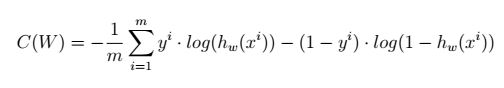 C(W) = -\frac{1}{m} \sum_{i=1}^{m} y^i \cdot log(h_w(x^i)) - (1 - y^i) \cdot log(1 - h_w(x^i))